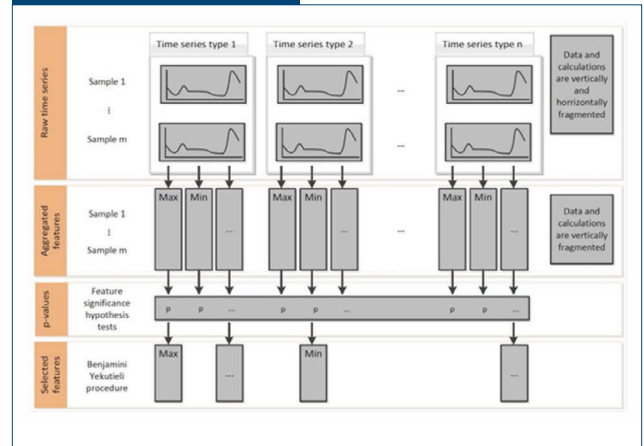 Time series type 1
Time series type 2
Time series type n
Raw time series
Sample 1
⋮
Sample m
...
...
Data and
calculations
are vertically
and
horrizontally
fragmented
Aggregated
features
Sample 1
⋮
Sample m
Max
Min
...
Max
Min
...
...
Max
Min
...
Data and
calculations
are vertically
fragmented
p-values
Feature
significance
hypothesis
tests
p
p
...
p
p
...
p
p
...
Selected
features
Benjamini
Yekutieli
procedure
Max
...
Min
...